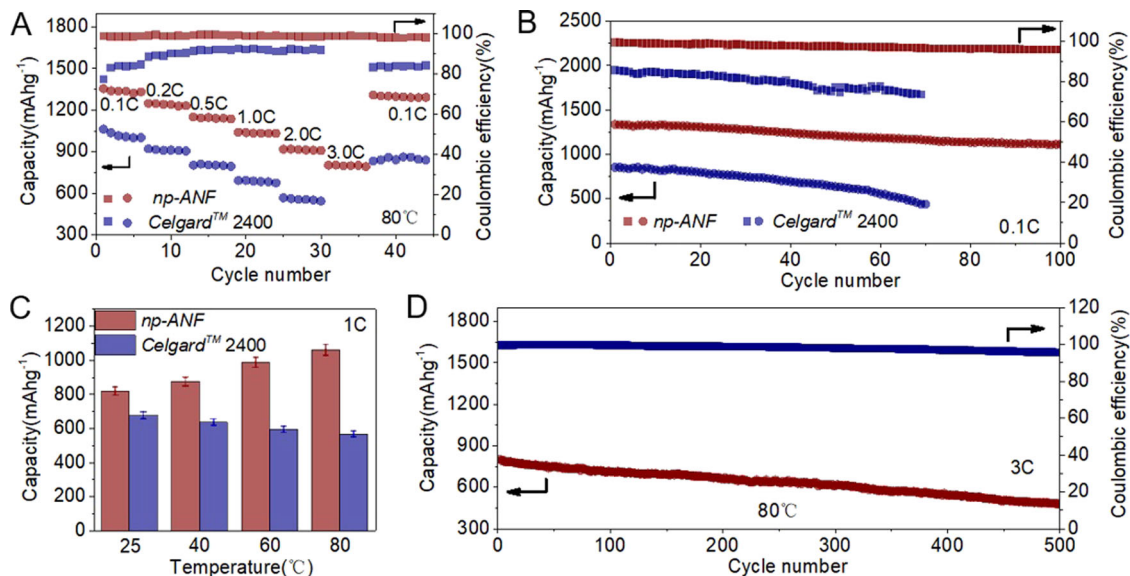 A
1800
1500
1200
900
600
300
Capacity(mAhg⁻¹)
0.1C
0.2C
0.5C
1.0C
2.0C
3.0C
0.1C
np-ANF
Celgard™ 2400
80℃
0
10
20
30
40
Cycle number
100
80
60
40
20
0
Coulombic efficiency(%)
B
2500
2250
2000
1750
1500
1250
1000
750
500
250
0
Capacity(mAhg⁻¹)
np-ANF
Celgard™ 2400
0.1C
0
20
40
60
80
100
Cycle number
100
80
60
40
20
0
Coulombic efficiency(%)
C
1200
1000
800
600
400
200
0
Capacity(mAhg⁻¹)
np-ANF
Celgard™ 2400
1C
25
40
60
80
Temperature(℃)
D
1800
1500
1200
900
600
300
Capacity(mAhg⁻¹)
3C
80℃
0
100
200
300
400
500
Cycle number
120
100
80
60
40
20
0
Coulombic efficiency(%)